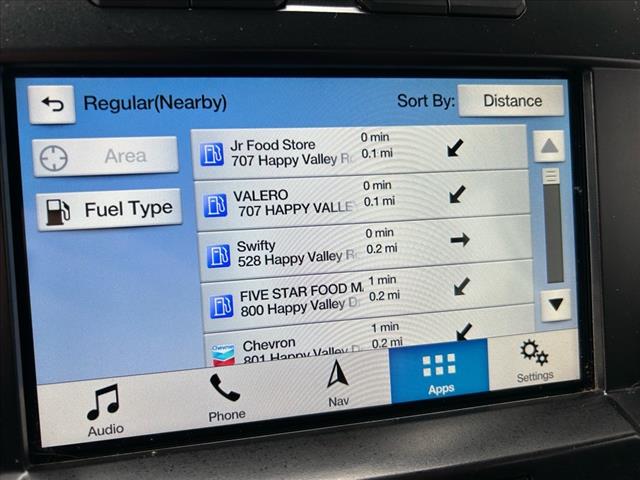 Regular(Nearby)
Sort By: Distance
Area
Fuel Type
Jr Food Store 0 min
707 Happy Valley 0.1 mi
VALERO 0 min
707 HAPPY VALLE 0.1 mi
Swifty 0 min
528 Happy Valley 0.2 mi
FIVE STAR FOOD M 1 min
800 Happy Valley D 0.2 mi
Chevron 1 min
801 Happy Valley 0.2 mi
Audio
Phone
Nav
Apps
Settings